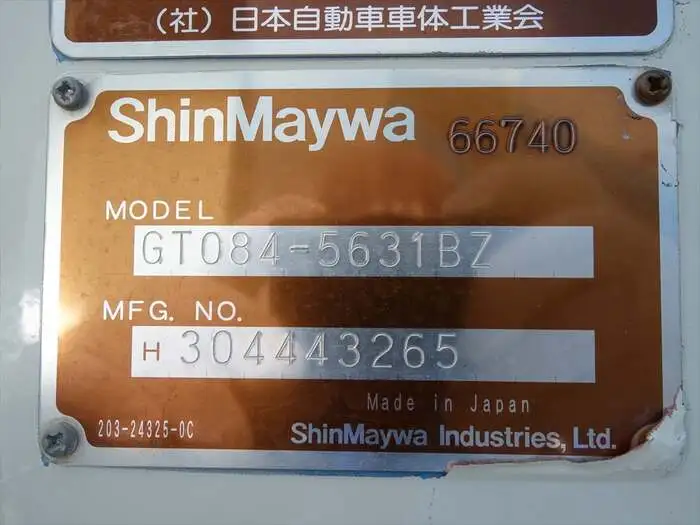 (社)日本自動車車体工業会
ShinMaywa 66740
MODEL
GT084-5631BZ
MFG. NO.
H 304443265
Made in Japan
203-24325-0C ShinMaywa Industries, Ltd.